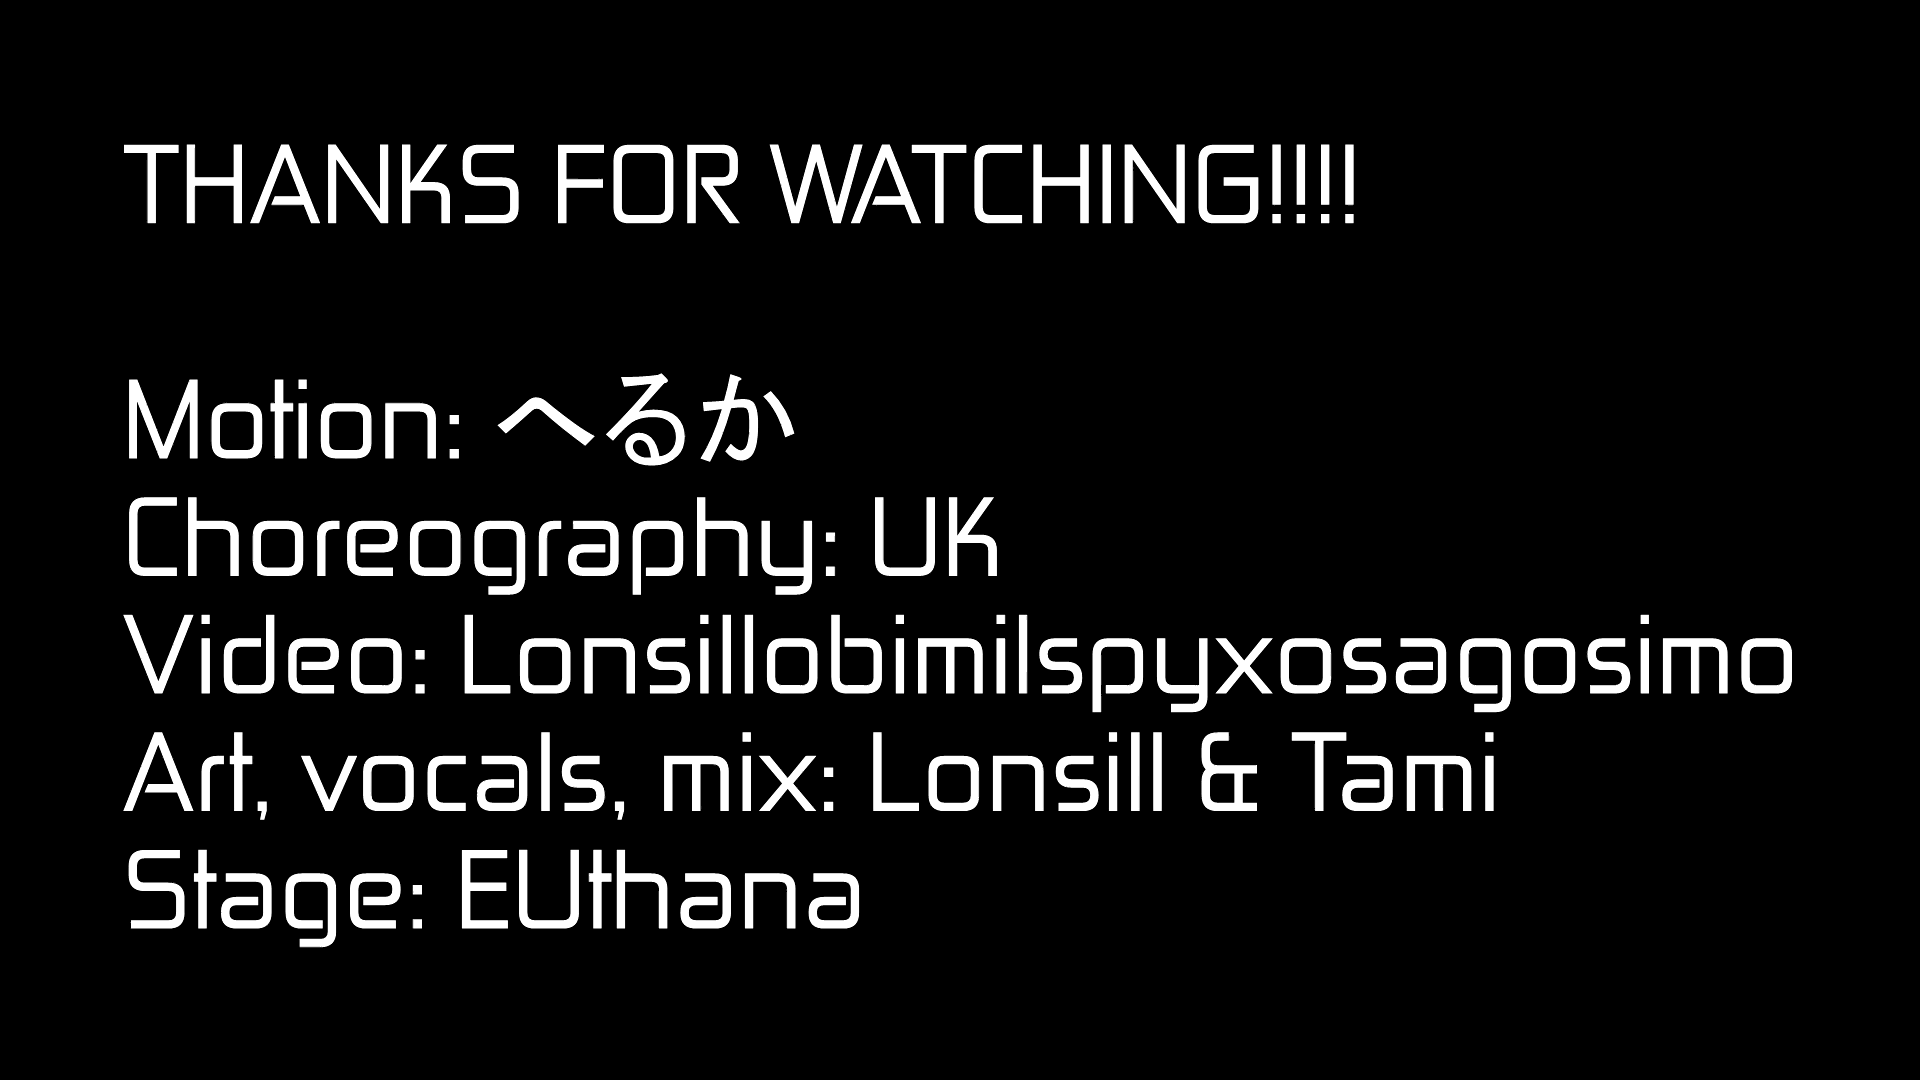 THANKS FOR WATCHING!!!!
Motion: へるか
Choreography: UK
Video: Lonsillobimilspyxosagosimo
Art, vocals, mix: Lonsill & Tami
Stage: EUthana